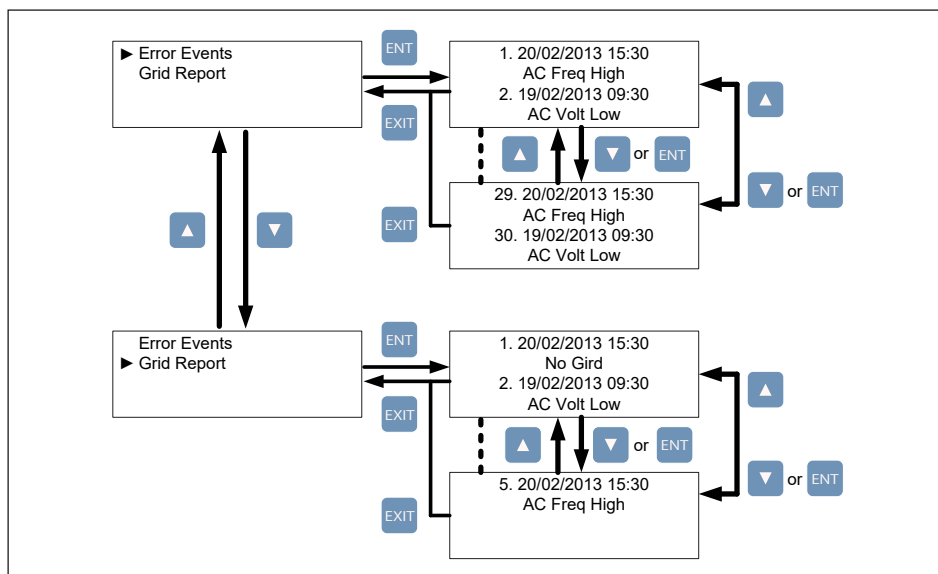 ► Error Events
Grid Report
ENT
EXIT
EXIT
1. 20/02/2013 15:30
AC Freq High
2. 19/02/2013 09:30
AC Volt Low
▲
▼ or ENT
29. 20/02/2013 15:30
AC Freq High
30. 19/02/2013 09:30
AC Volt Low
▲
▼ or ENT
▲
▼
Error Events
► Grid Report
ENT
EXIT
EXIT
1. 20/02/2013 15:30
No Gird
2. 19/02/2013 09:30
AC Volt Low
▲
▼ or ENT
5. 20/02/2013 15:30
AC Freq High
▲
▼ or ENT